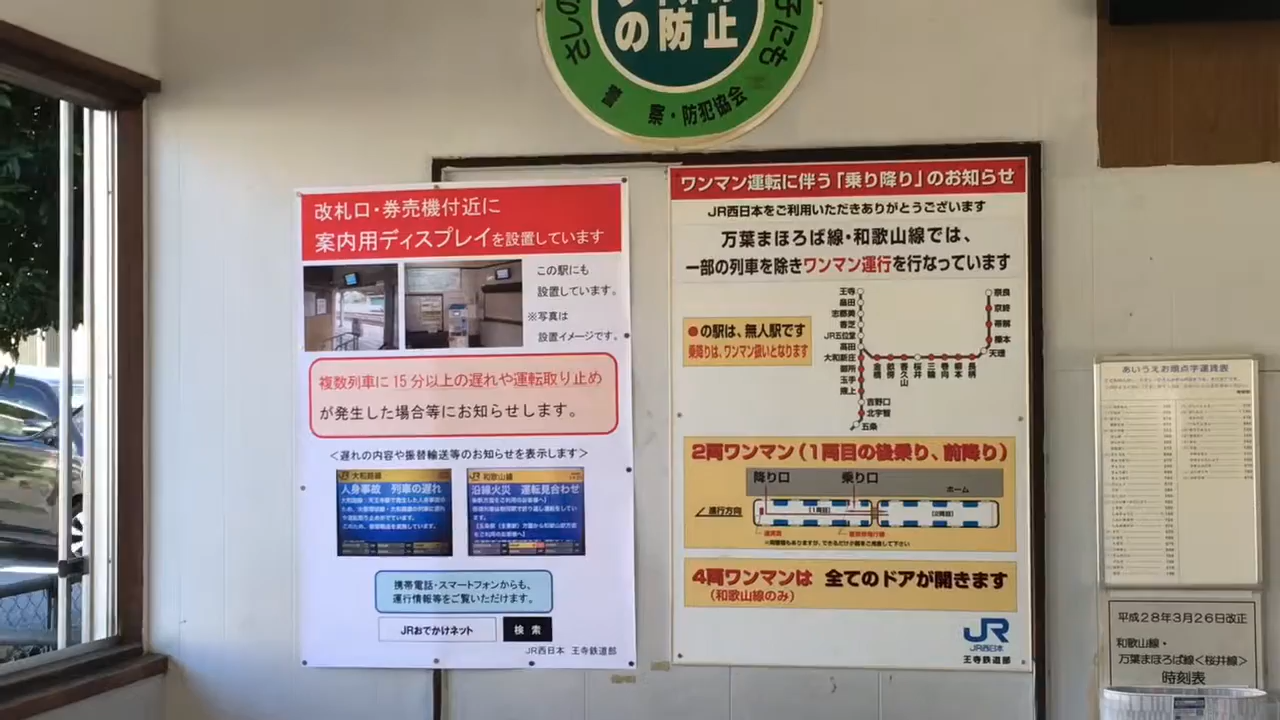 の防止
警察・防犯協会
改札口・券売機付近に
案内用ディスプレイを設置しています
この駅にも
設置しています。
※写真は
設置イメージです。
複数列車に15分以上の遅れや運転取り止め
が発生した場合等にお知らせします。
＜遅れの内容や振替輸送等のお知らせを表示します＞
大和路線
人身事故 列車の遅れ
和歌山線
沿線火災 運転見合わせ
携帯電話・スマートフォンからも、
運行情報等をご覧いただけます。
JRおでかけネット 検索
JR西日本 王寺鉄道部
ワンマン運転に伴う「乗り降り」のお知らせ
JR西日本をご利用いただきありがとうございます
万葉まほろば線・和歌山線では、
一部の列車を除きワンマン運行を行なっています
●の駅は、無人駅です
乗降りは、ワンマン扱いとなります
王寺
畠田
志都美
香芝
JR五位堂
高田
大和新庄
御所
玉手
掖上
吉野口
北宇智
五条
金橋
畝傍
香久山
桜井
三輪
巻向
柳本
長柄
奈良
京終
帯解
櫟本
天理
2両ワンマン(1両目の後乗り、前降り)
降り口 乗り口 ホーム
進行方向 [1両目] [2両目]
4両ワンマンは 全てのドアが開きます
(和歌山線のみ)
JR
JR西日本
王寺鉄道部
あいうえお順点字運賃表
平成28年3月26日改正
和歌山線・
万葉まほろば線<桜井線>
時刻表